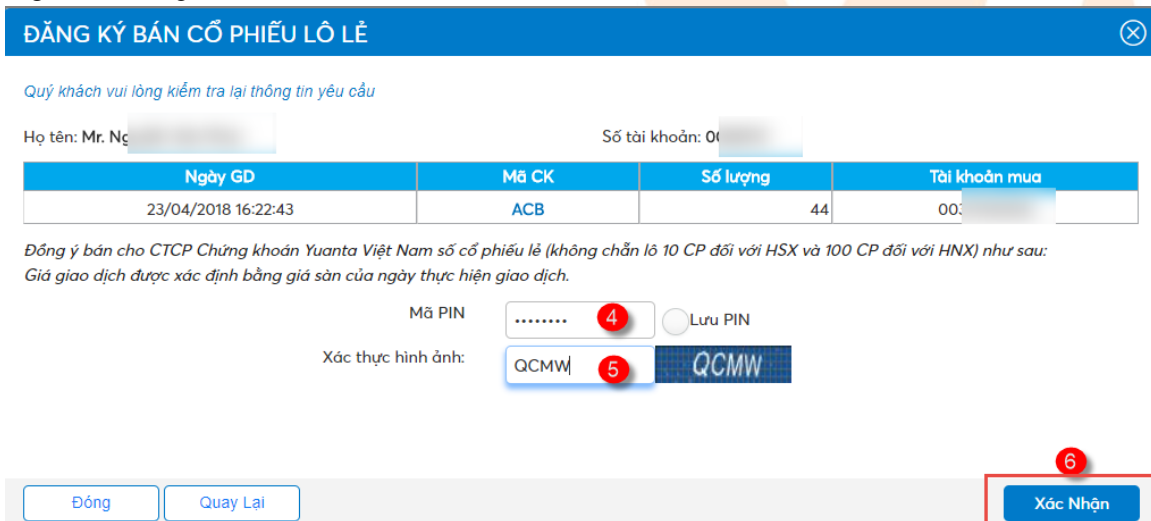 ĐĂNG KÝ BÁN CỔ PHIẾU LÔ LẺ
Quý khách vui lòng kiểm tra lại thông tin yêu cầu
Họ tên: Mr. Số tài khoản:
Ngày GD Mã CK Số lượng Tài khoản mua
23/04/2018 16:22:43 ACB 44
Đồng ý bán cho CTCP Chứng khoán Yuanta Việt Nam số cổ phiếu lẻ (không chẵn lô 10 CP đối với HSX và 100 CP đối với HNX) như sau:
Giá giao dịch được xác định bằng giá sàn của ngày thực hiện giao dịch.
Mã PIN ........ 4 Lưu PIN
Xác thực hình ảnh: QCMW 5 QCMW
6
Đóng Quay Lại Xác Nhận